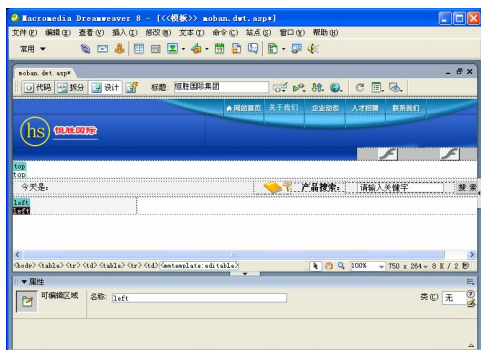 Macromedia Dreamweaver 8 - [<<模板>> moban.dwt.asp*]
文件(F) 编辑(E) 查看(V) 插入(I) 修改(M) 文本(T) 命令(C) 站点(S) 窗口(W) 帮助(H)
常用
moban.dwt.asp*
代码 拆分 设计 标题: 恒胜国际集团
网站首页 关于我们 企业动态 人才招聘 联系我们
hs 恒胜国际
top
top
今天是: 产品搜索: 请输入关键字 搜 索
left
left
<body> <table> <tr> <td> <table> <tr> <td> <mmtemplate:editable> 100% 750 x 264 8 K / 2 秒
属性
可编辑区域 名称: left 类(C) 无